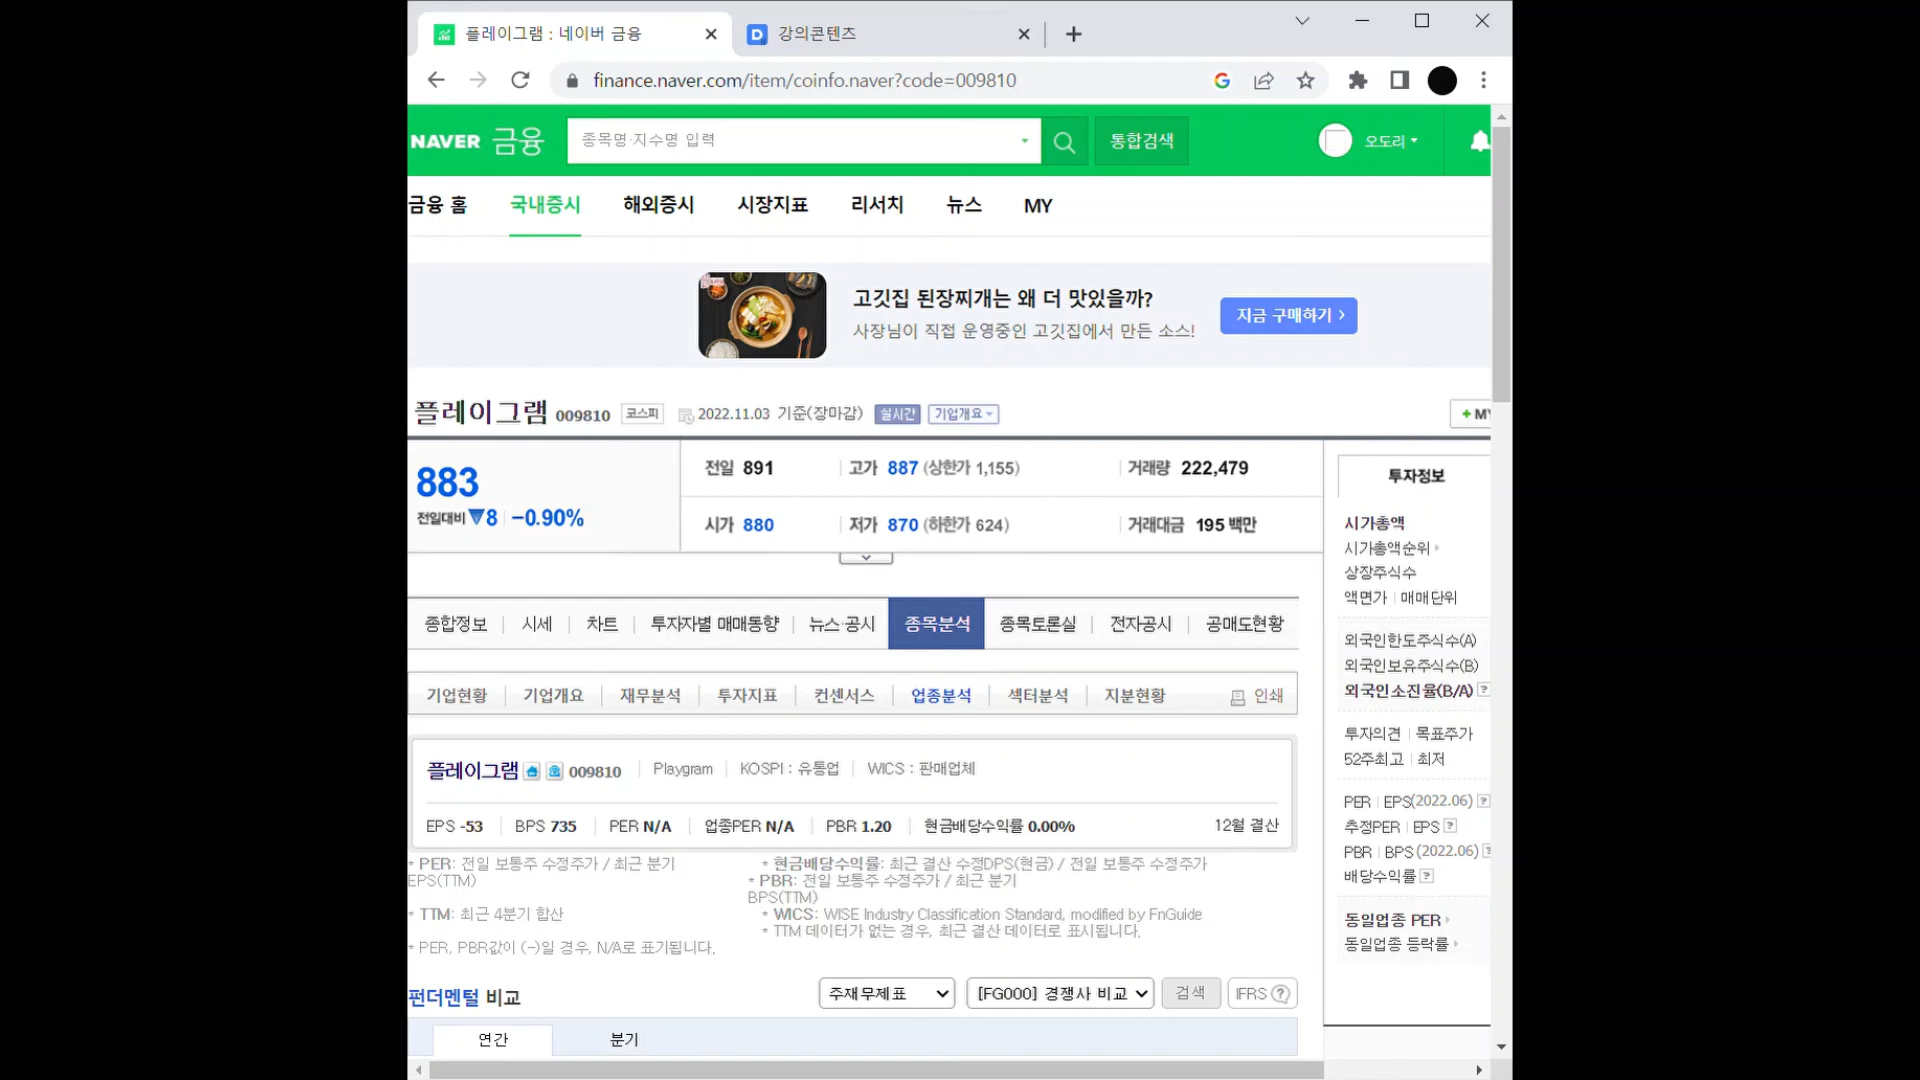 플레이그램 : 네이버 금융
강의콘텐츠
finance.naver.com/item/coinfo.naver?code=009810
NAVER 금융 종목명·지수명 입력 통합검색 오도리
금융 홈 국내증시 해외증시 시장지표 리서치 뉴스 MY
고깃집 된장찌개는 왜 더 맛있을까?
사장님이 직접 운영중인 고깃집에서 만든 소스!
지금 구매하기 >
플레이그램 009810 코스피 2022.11.03 기준(장마감) 실시간 기업개요 + MY
883
전일대비 ▼8 -0.90%
전일 891 고가 887 (상한가 1,155) 거래량 222,479
시가 880 저가 870 (하한가 624) 거래대금 195 백만
종합정보 시세 차트 투자자별 매매동향 뉴스·공시 종목분석 종목토론실 전자공시 공매도현황
기업현황 기업개요 재무분석 투자지표 컨센서스 업종분석 섹터분석 지분현황 인쇄
플레이그램 009810 Playgram KOSPI : 유통업 WICS : 판매업체
EPS -53 BPS 735 PER N/A 업종PER N/A PBR 1.20 현금배당수익률 0.00% 12월 결산
* PER: 전일 보통주 수정주가 / 최근 분기
EPS(TTM)
* 현금배당수익률: 최근 결산 수정DPS(현금) / 전일 보통주 수정주가
* PBR: 전일 보통주 수정주가 / 최근 분기
BPS(TTM)
* TTM: 최근 4분기 합산
* WICS: WISE Industry Classification Standard, modified by FnGuide
* TTM 데이터가 없는 경우, 최근 결산 데이터로 표시됩니다.
* PER, PBR값이 (-)일 경우, N/A로 표기됩니다.
펀더멘털 비교 주재무제표 [FG000] 경쟁사 비교 검색 IFRS ?
연간 분기
투자정보
시가총액
시가총액순위
상장주식수
액면가 | 매매단위
외국인한도주식수(A)
외국인보유주식수(B)
외국인소진율(B/A) ?
투자의견 | 목표주가
52주최고 | 최저
PER | EPS(2022.06) ?
추정PER | EPS ?
PBR | BPS (2022.06) ?
배당수익률 ?
동일업종 PER
동일업종 등락률